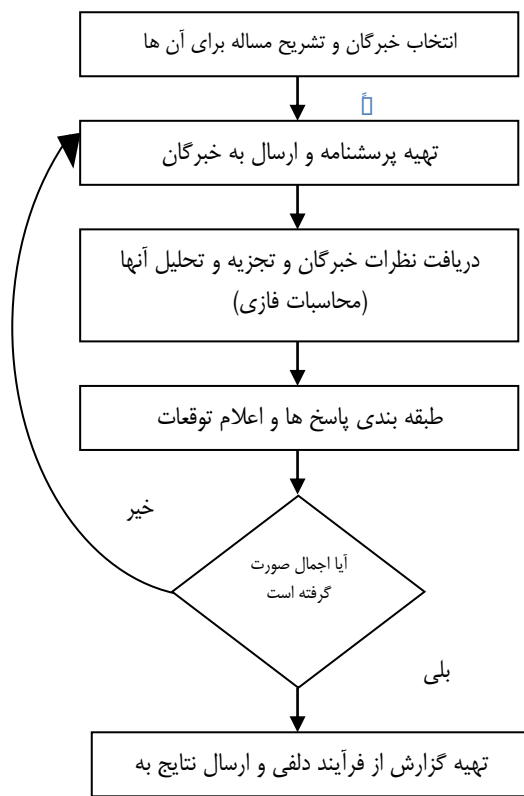 انتخاب خبرگان و تشریح مساله برای آن ها
تهیه پرسشنامه و ارسال به خبرگان
دریافت نظرات خبرگان و تجزیه و تحلیل آنها
(محاسبات فازی)
طبقه بندی پاسخ ها و اعلام توقعات
خیر
آیا اجمال صورت
گرفته است
بلی
تهیه گزارش از فرآیند دلفی و ارسال نتایج به